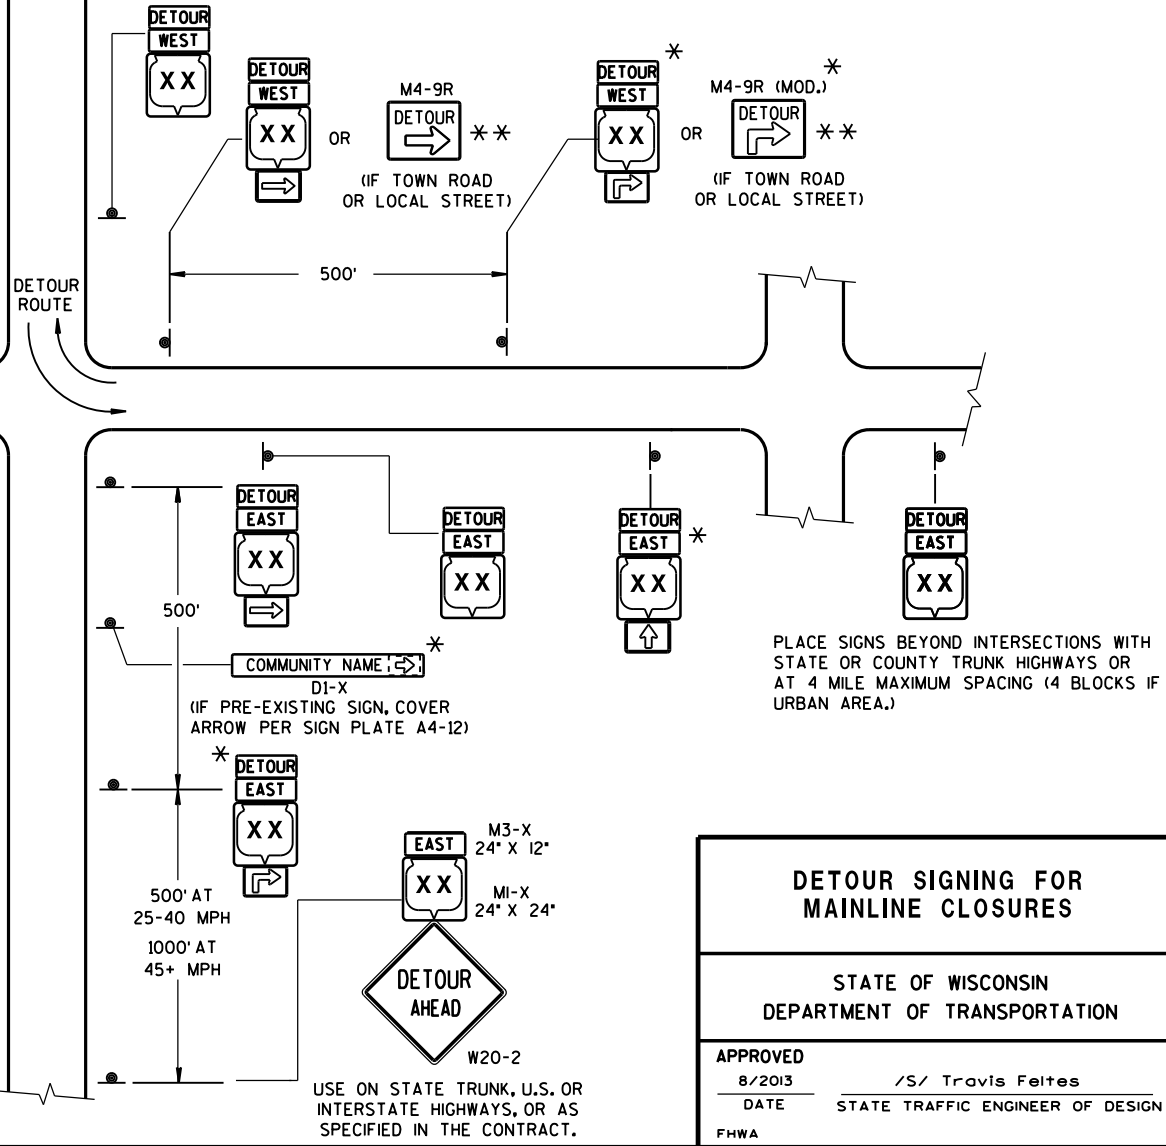 DETOUR
WEST
XX
DETOUR
WEST
XX
OR
M4-9R
DETOUR
**
(IF TOWN ROAD
OR LOCAL STREET)
DETOUR
WEST
XX
*
OR
M4-9R (MOD.)*
DETOUR
**
(IF TOWN ROAD
OR LOCAL STREET)
500'
DETOUR
ROUTE
DETOUR
EAST
XX
DETOUR
EAST
XX
DETOUR
EAST
XX
*
DETOUR
EAST
XX
PLACE SIGNS BEYOND INTERSECTIONS WITH
STATE OR COUNTY TRUNK HIGHWAYS OR
AT 4 MILE MAXIMUM SPACING (4 BLOCKS IF
URBAN AREA.)
500'
COMMUNITY NAME
*
D1-X
(IF PRE-EXISTING SIGN, COVER
ARROW PER SIGN PLATE A4-12)
*
DETOUR
EAST
XX
500' AT
25-40 MPH
1000' AT
45+ MPH
EAST
XX
M3-X
24" X 12"
M1-X
24" X 24"
DETOUR
AHEAD
W20-2
USE ON STATE TRUNK, U.S. OR
INTERSTATE HIGHWAYS, OR AS
SPECIFIED IN THE CONTRACT.
DETOUR SIGNING FOR
MAINLINE CLOSURES
STATE OF WISCONSIN
DEPARTMENT OF TRANSPORTATION
APPROVED
8/2013
DATE
/S/ Travis Feltes
STATE TRAFFIC ENGINEER OF DESIGN
FHWA